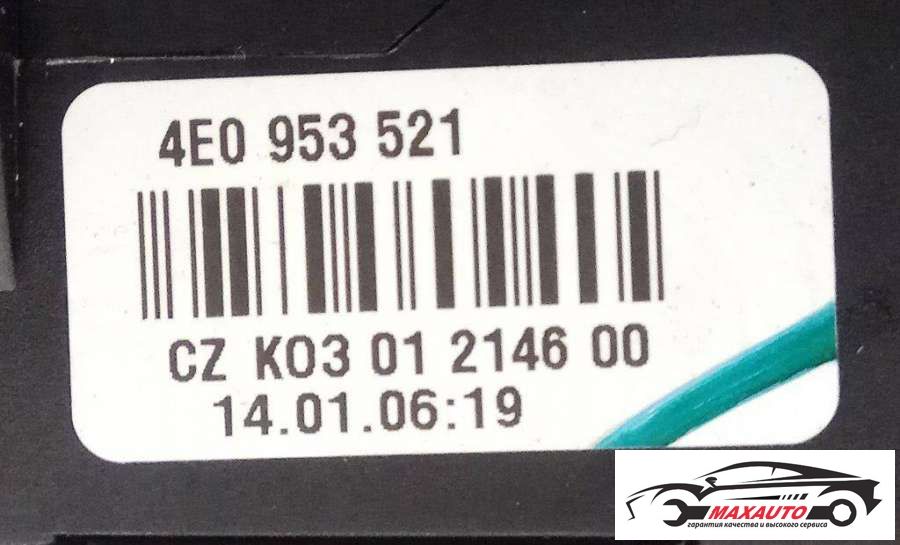 4E0 953 521
CZ K03 01 2146 00
14.01.06:19
MAXAUTO
гарантия качества и высокого сервиса